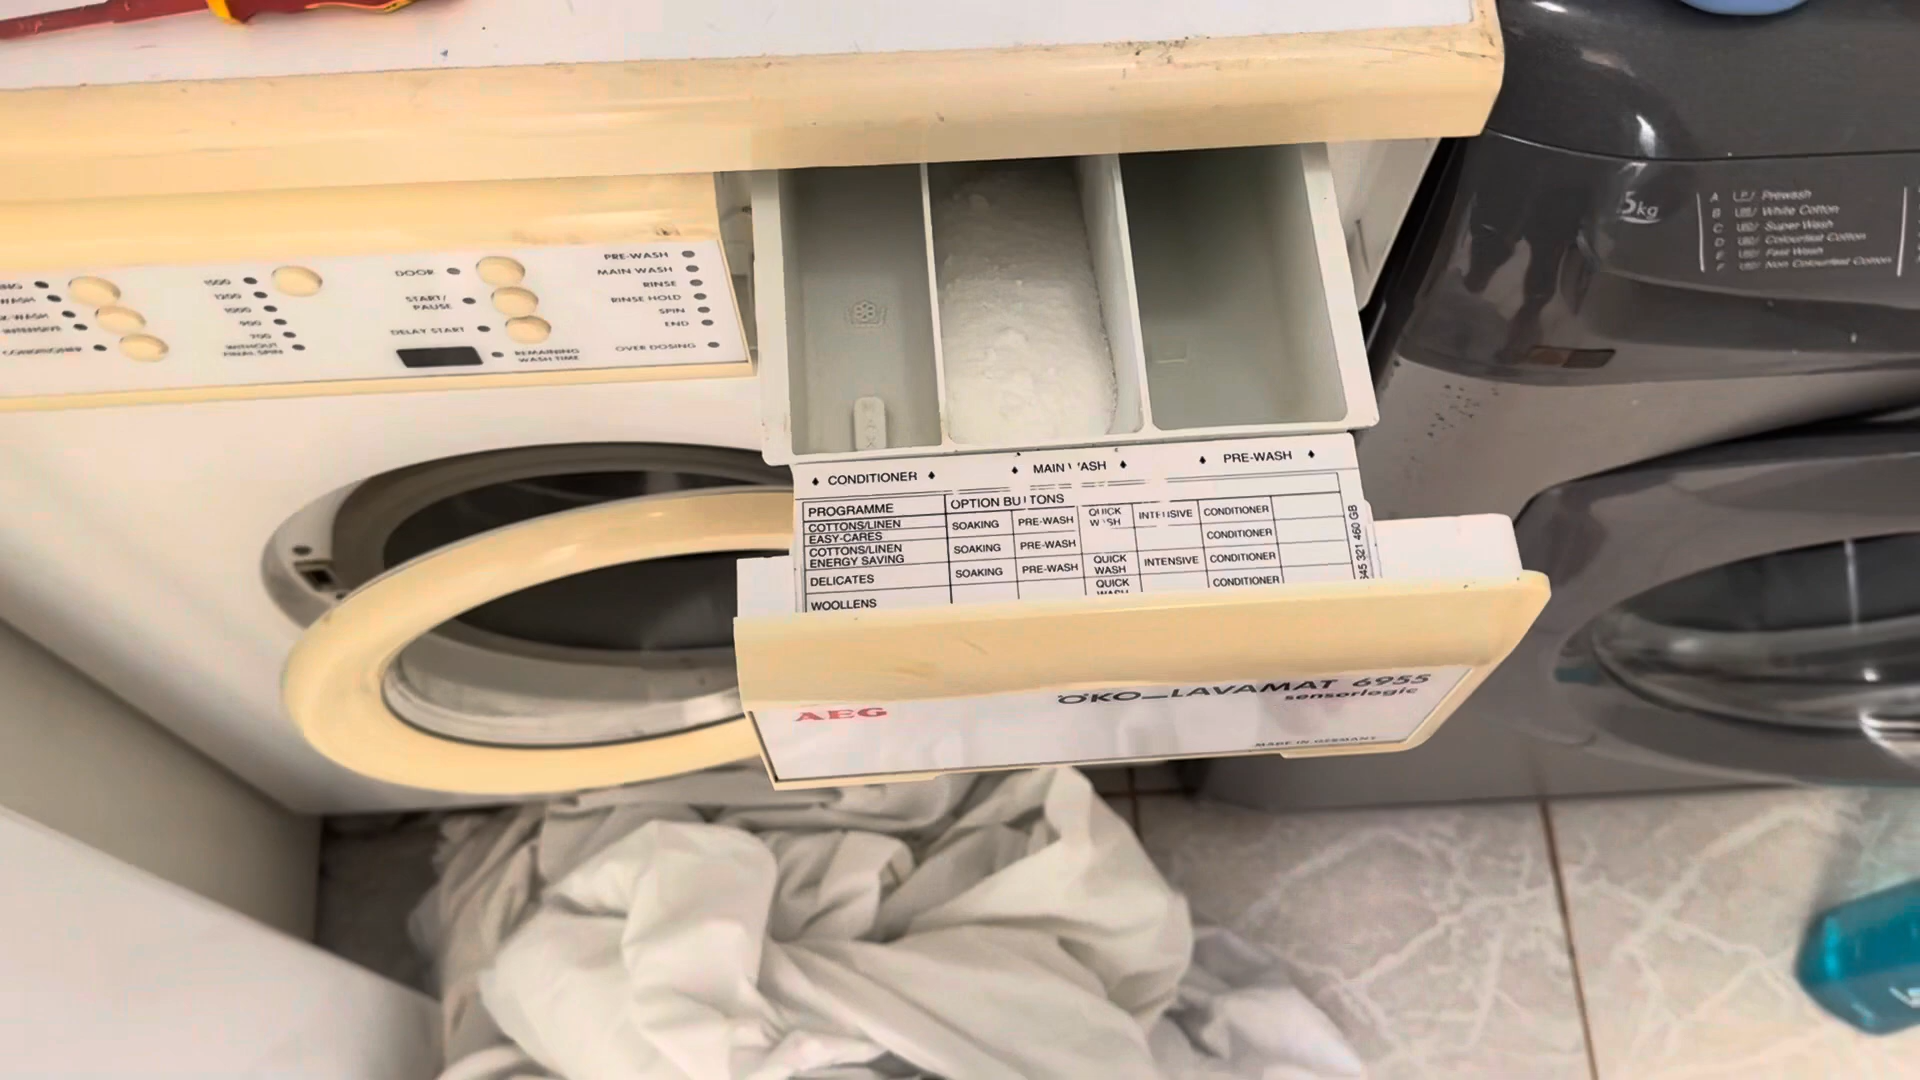 1500
1200
1000
900
700
WITHOUT
FINAL SPIN
DOOR
START/
PAUSE
DELAY START
REMAINING
WASH TIME
PRE-WASH
MAIN WASH
RINSE
RINSE HOLD
SPIN
END
OVER DOSING
INTENSIVE
CONDITIONER
MAX
CONDITIONER
MAIN WASH
PRE-WASH
PROGRAMME OPTION BUTTONS
COTTONS/LINEN SOAKING PRE-WASH QUICK WASH INTENSIVE CONDITIONER
EASY-CARES CONDITIONER
COTTONS/LINEN SOAKING PRE-WASH
ENERGY SAVING QUICK WASH INTENSIVE CONDITIONER
DELICATES SOAKING PRE-WASH
WOOLLENS QUICK CONDITIONER
645 321 460 GB
AEG
ÖKO–LAVAMAT 6955
sensorlogic
MADE IN GERMANY
5kg
A Prewash
B White Cotton
C Super Wash
D Colourfast Cotton
E Fast Wash
F Non Colourfast Cotton